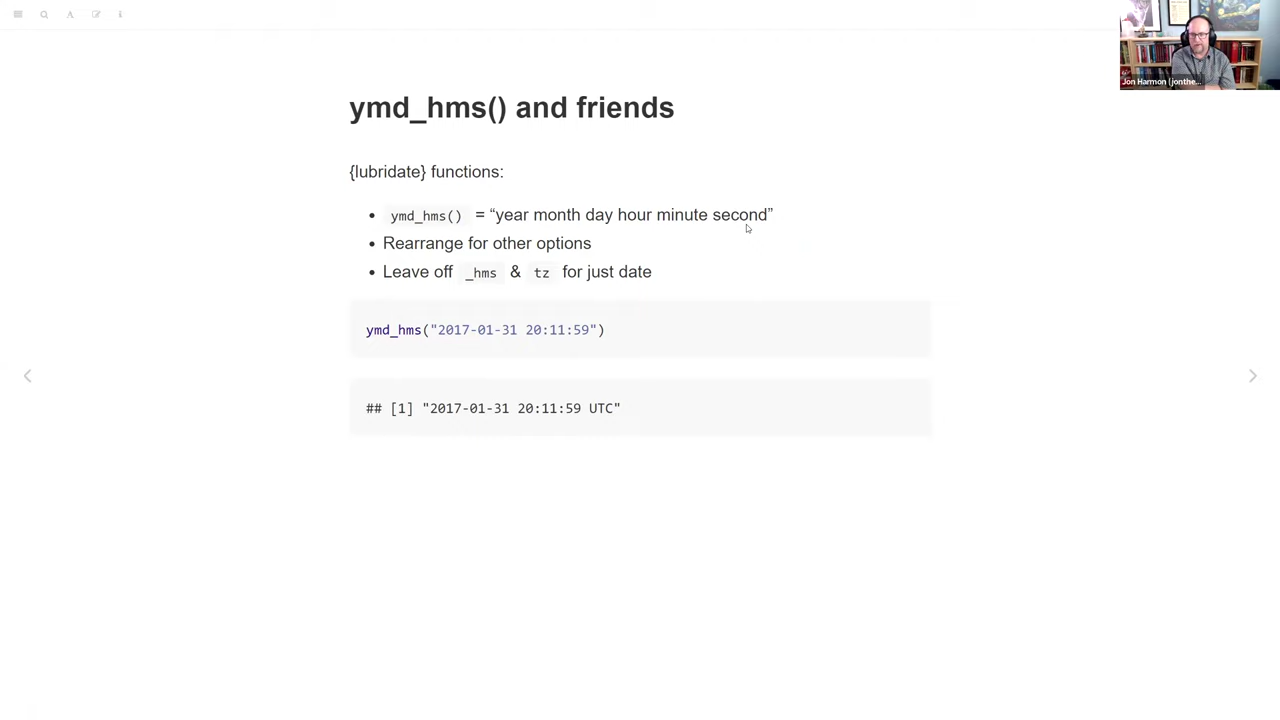 Jon Harmon (jonthe...
ymd_hms() and friends
{lubridate} functions:
• ymd_hms() = “year month day hour minute second”
• Rearrange for other options
• Leave off _hms & tz for just date
ymd_hms("2017-01-31 20:11:59")
## [1] "2017-01-31 20:11:59 UTC"